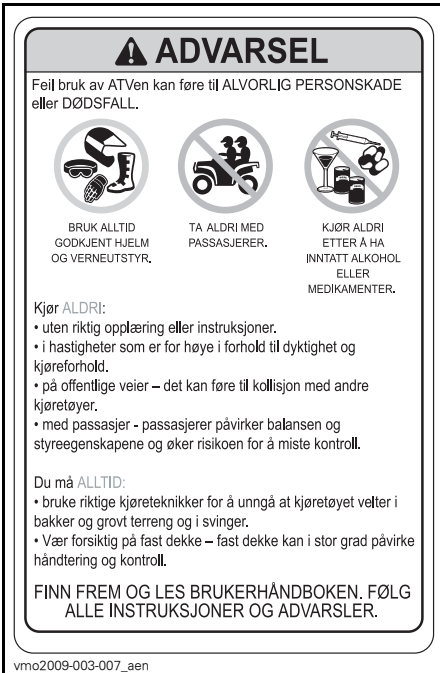 ADVARSEL
Feil bruk av ATVen kan føre til ALVORLIG PERSONSKADE
eller DØDSFALL.
BRUK ALLTID
GODKJENT HJELM
OG VERNEUTSTYR.
TA ALDRI MED
PASSASJERER.
KJØR ALDRI
ETTER Å HA
INNTATT ALKOHOL
ELLER
MEDIKAMENTER.
Kjør ALDRI:
• uten riktig opplæring eller instruksjoner.
• i hastigheter som er for høye i forhold til dyktighet og
kjøreforhold.
• på offentlige veier – det kan føre til kollisjon med andre
kjøretøyer.
• med passasjer - passasjerer påvirker balansen og
styreegenskapene og øker risikoen for å miste kontroll.
Du må ALLTID:
• bruke riktige kjøreteknikker for å unngå at kjøretøyet velter i
bakker og grovt terreng og i svinger.
• Vær forsiktig på fast dekke – fast dekke kan i stor grad påvirke
håndtering og kontroll.
FINN FREM OG LES BRUKERHÅNDBOKEN. FØLG
ALLE INSTRUKSJONER OG ADVARSLER.
vmo2009-003-007_aen